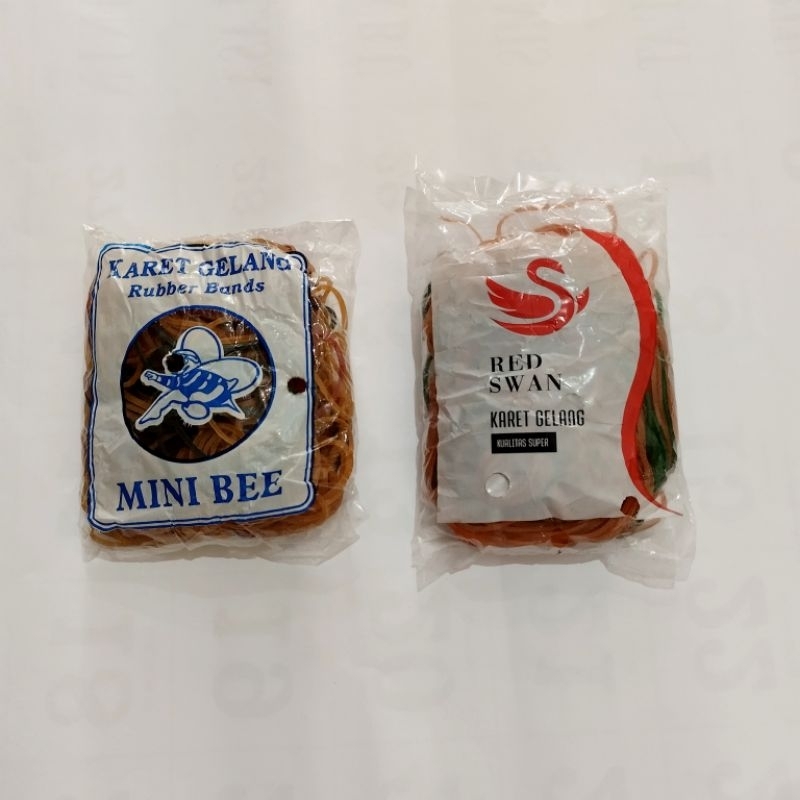 KARET GELANG
Rubber Bands
MINI BEE
RED
SWAN
KARET GELANG
KUALITAS SUPER